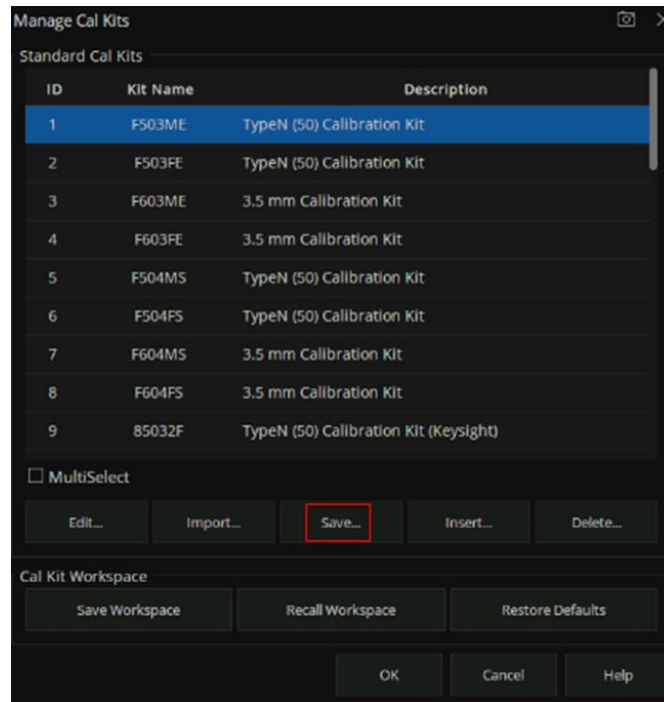 Manage Cal Kits
Standard Cal Kits
ID Kit Name Description
1 F503ME TypeN (50) Calibration Kit
2 F503FE TypeN (50) Calibration Kit
3 F603ME 3.5 mm Calibration Kit
4 F603FE 3.5 mm Calibration Kit
5 F504MS TypeN (50) Calibration Kit
6 F504FS TypeN (50) Calibration Kit
7 F604MS 3.5 mm Calibration Kit
8 F604FS 3.5 mm Calibration Kit
9 85032F TypeN (50) Calibration Kit (Keysight)
MultiSelect
Edit... Import... Save... Insert... Delete...
Cal Kit Workspace
Save Workspace Recall Workspace Restore Defaults
OK Cancel Help